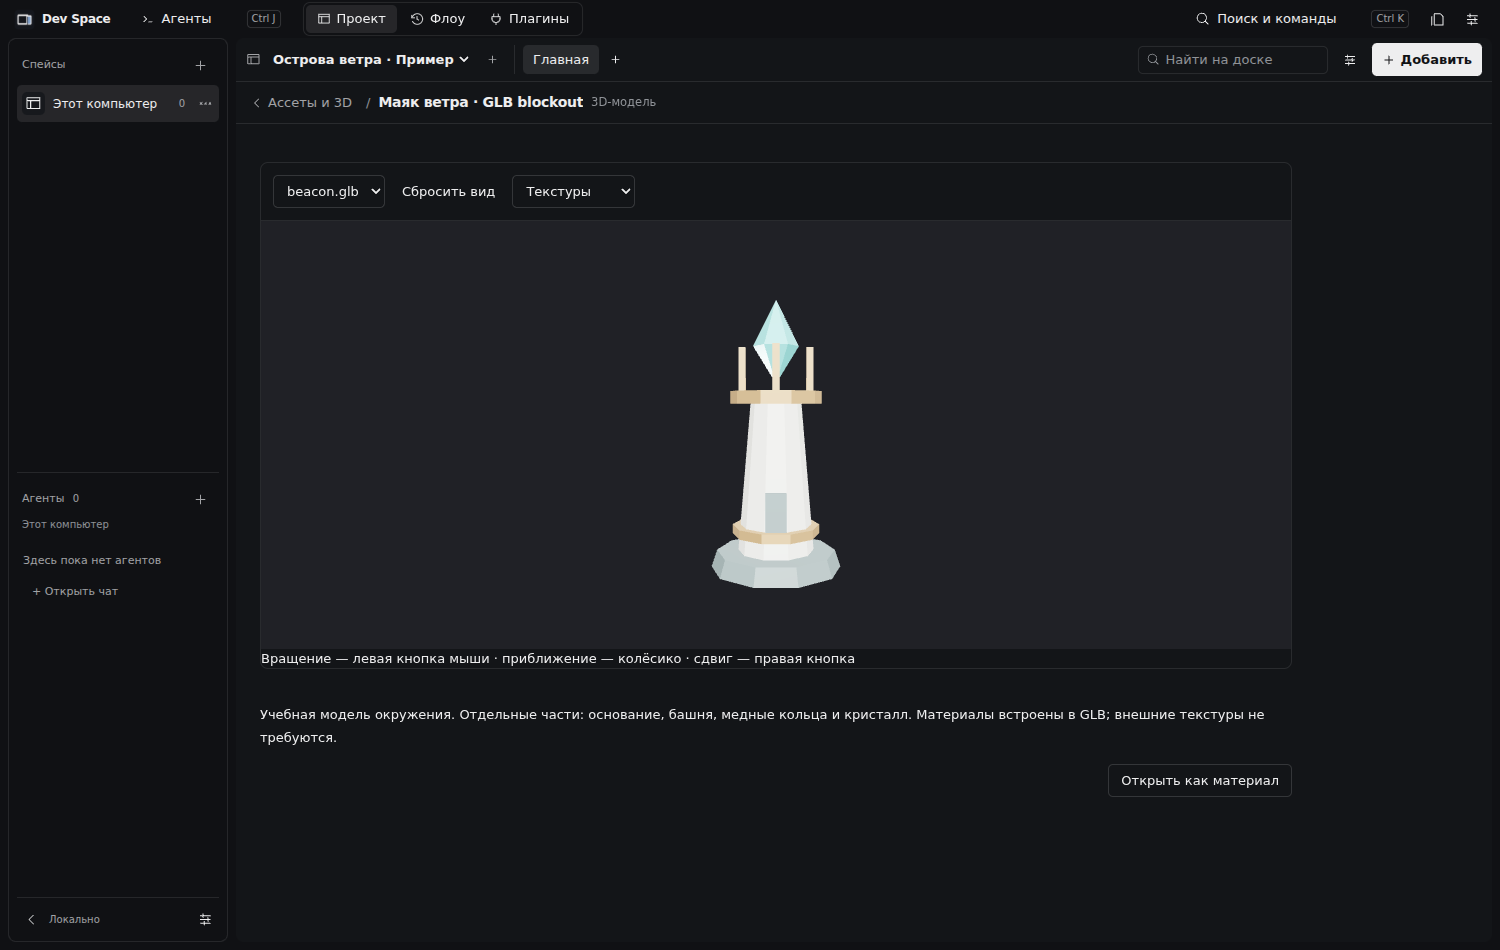 Dev Space
Агенты
Ctrl J
Проект
Флоу
Плагины
Поиск и команды
Ctrl K
Спейсы
Этот компьютер
0
Острова ветра · Пример
Главная
Найти на доске
Добавить
Ассеты и 3D
/
Маяк ветра · GLB blockout
3D-модель
beacon.glb
Сбросить вид
Текстуры
Вращение — левая кнопка мыши · приближение — колёсико · сдвиг — правая кнопка
Учебная модель окружения. Отдельные части: основание, башня, медные кольца и кристалл. Материалы встроены в GLB; внешние текстуры не
требуются.
Открыть как материал
Агенты 0
Этот компьютер
Здесь пока нет агентов
+ Открыть чат
Локально